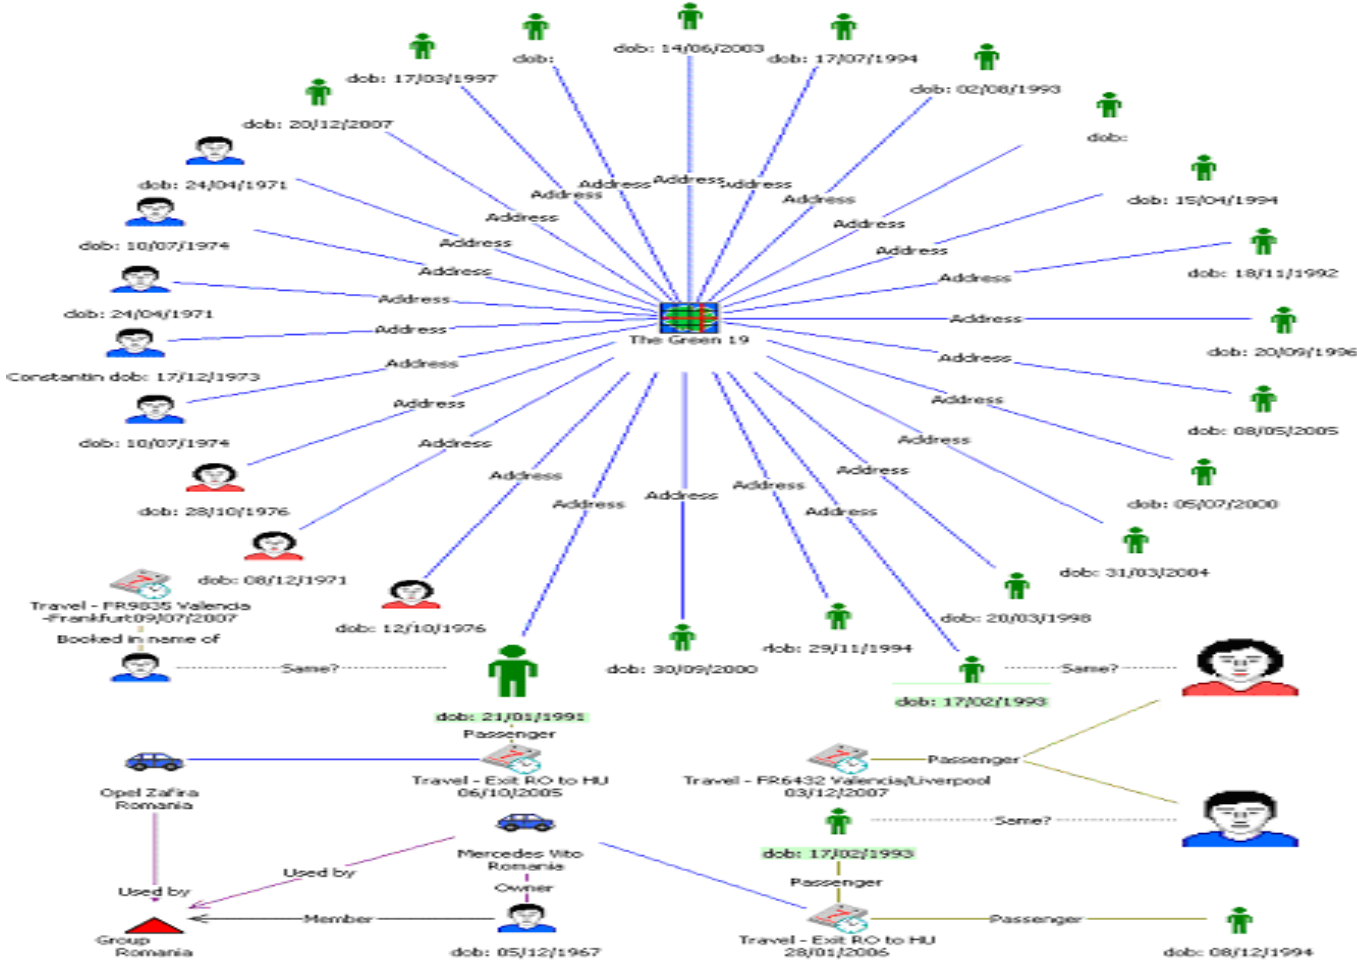 dob: 14/06/2003
dob:
dob: 17/07/1994
dob: 17/03/1997
dob: 02/08/1993
dob: 20/12/2007
dob:
dob: 24/04/1971
Address
Address
Address
Address
Address
dob: 15/04/1994
Address
Address
dob: 10/07/1974
Address
Address
Address
dob: 18/11/1992
Address
dob: 24/04/1971
Address
Address
Address
The Green 19
dob: 20/09/1996
Constantin dob: 17/12/1973
Address
Address
dob: 10/07/1974
Address
Address
dob: 08/05/2005
Address
Address
dob: 28/10/1976
Address
Address
dob: 05/07/2000
Address
Address
Address
Address
dob: 08/12/1971
dob: 31/03/2004
Travel - FR9835 Valencia
-Frankfurt09/07/2007
Booked in name of
dob: 12/10/1976
dob: 20/03/1998
dob: 29/11/1994
Same?
dob: 30/09/2000
Same?
dob: 21/01/1991
dob: 17/02/1993
Passenger
Passenger
Travel - Exit RO to HU
06/10/2005
Travel - FR6432 Valencia/Liverpool
03/12/2007
Opel Zafira
Romania
Same?
Mercedes Vito
Romania
dob: 17/02/1993
Used by
Used by
Owner
Passenger
Member
Passenger
Group
Romania
dob: 05/12/1967
Travel - Exit RO to HU
28/01/2006
dob: 08/12/1994